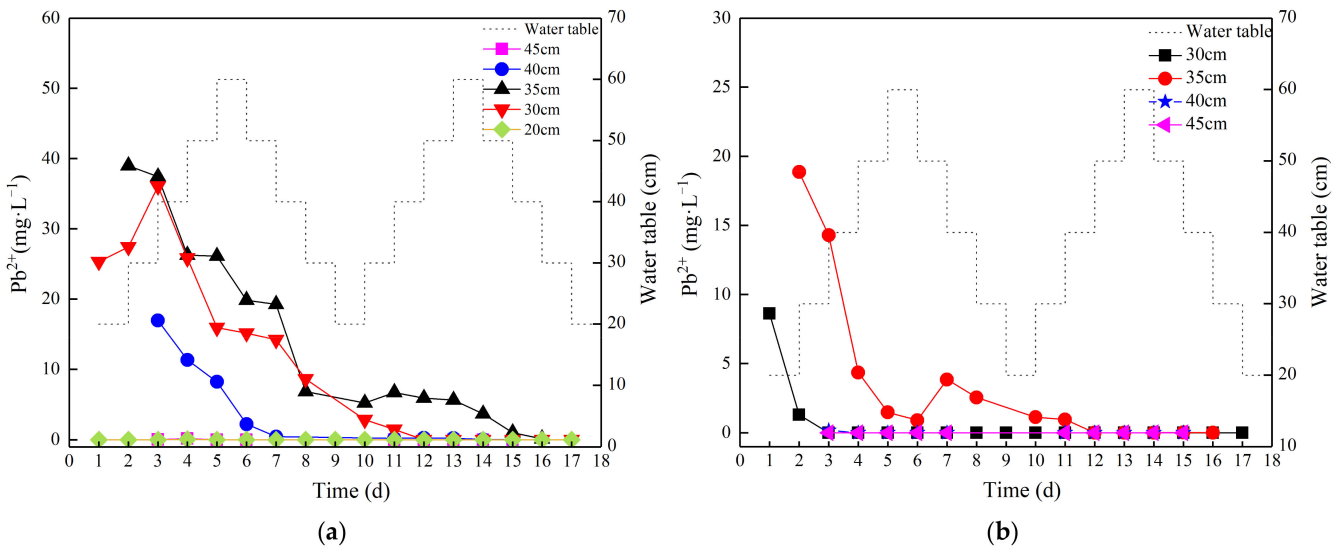 60
50
40
30
20
10
0
Pb²⁺(mg·L⁻¹)
0 1 2 3 4 5 6 7 8 9 10 11 12 13 14 15 16 17 18
Time (d)
70
60
50
40
30
20
10
0
Water table (cm)
Water table
45cm
40cm
35cm
30cm
20cm
(a)
30
25
20
15
10
5
0
Pb²⁺ (mg·L⁻¹)
0 1 2 3 4 5 6 7 8 9 10 11 12 13 14 15 16 17 18
Time (d)
70
60
50
40
30
20
10
Water table (cm)
Water table
30cm
35cm
40cm
45cm
(b)